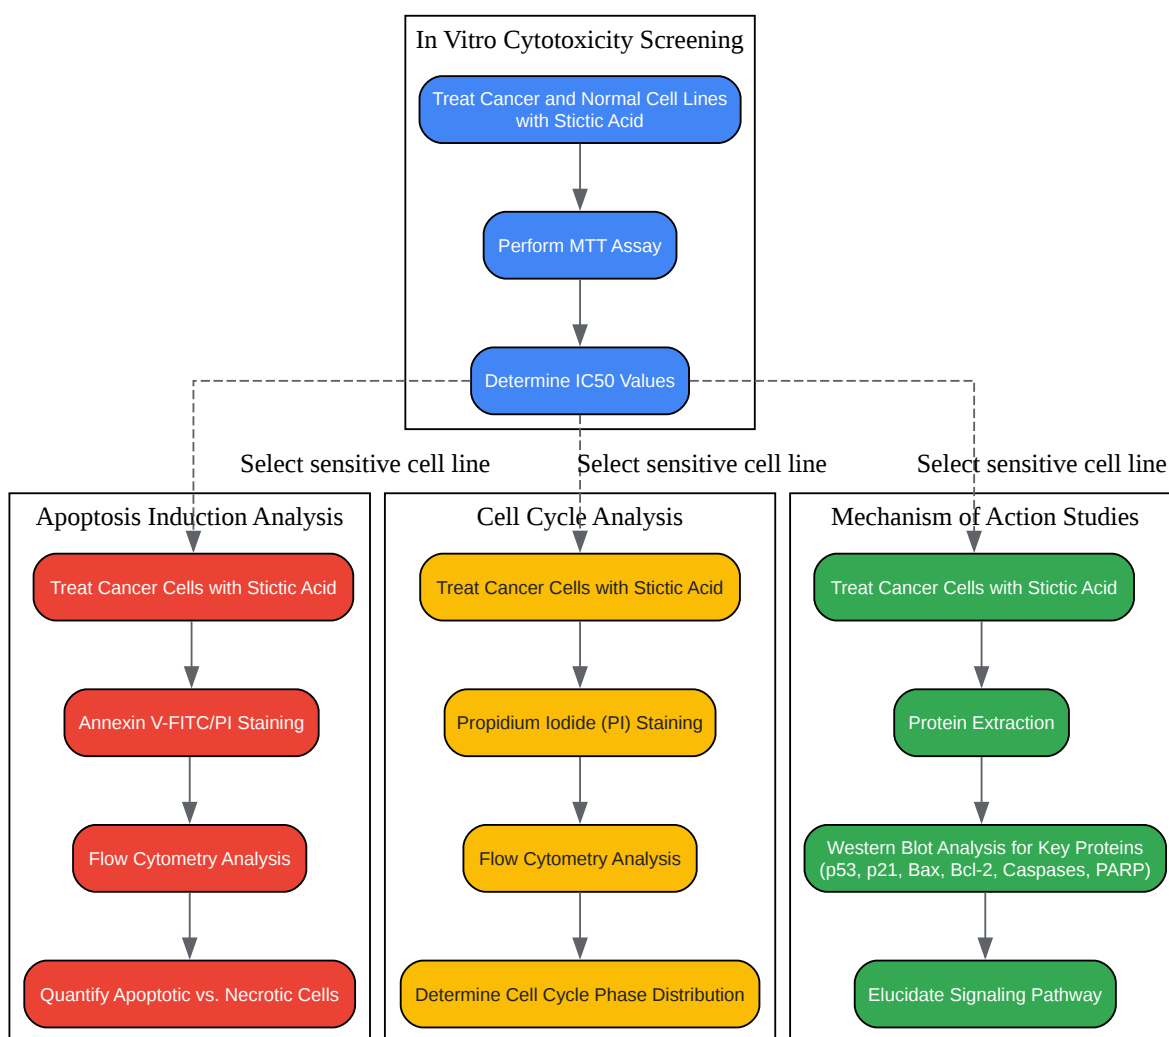 In Vitro Cytotoxicity Screening
Treat Cancer and Normal Cell Lines
with Stictic Acid
Perform MTT Assay
Determine IC50 Values
Select sensitive cell line
Select sensitive cell line
Select sensitive cell line
Apoptosis Induction Analysis
Treat Cancer Cells with Stictic Acid
Annexin V-FITC/PI Staining
Flow Cytometry Analysis
Quantify Apoptotic vs. Necrotic Cells
Cell Cycle Analysis
Treat Cancer Cells with Stictic Acid
Propidium Iodide (PI) Staining
Flow Cytometry Analysis
Determine Cell Cycle Phase Distribution
Mechanism of Action Studies
Treat Cancer Cells with Stictic Acid
Protein Extraction
Western Blot Analysis for Key Proteins
(p53, p21, Bax, Bcl-2, Caspases, PARP)
Elucidate Signaling Pathway